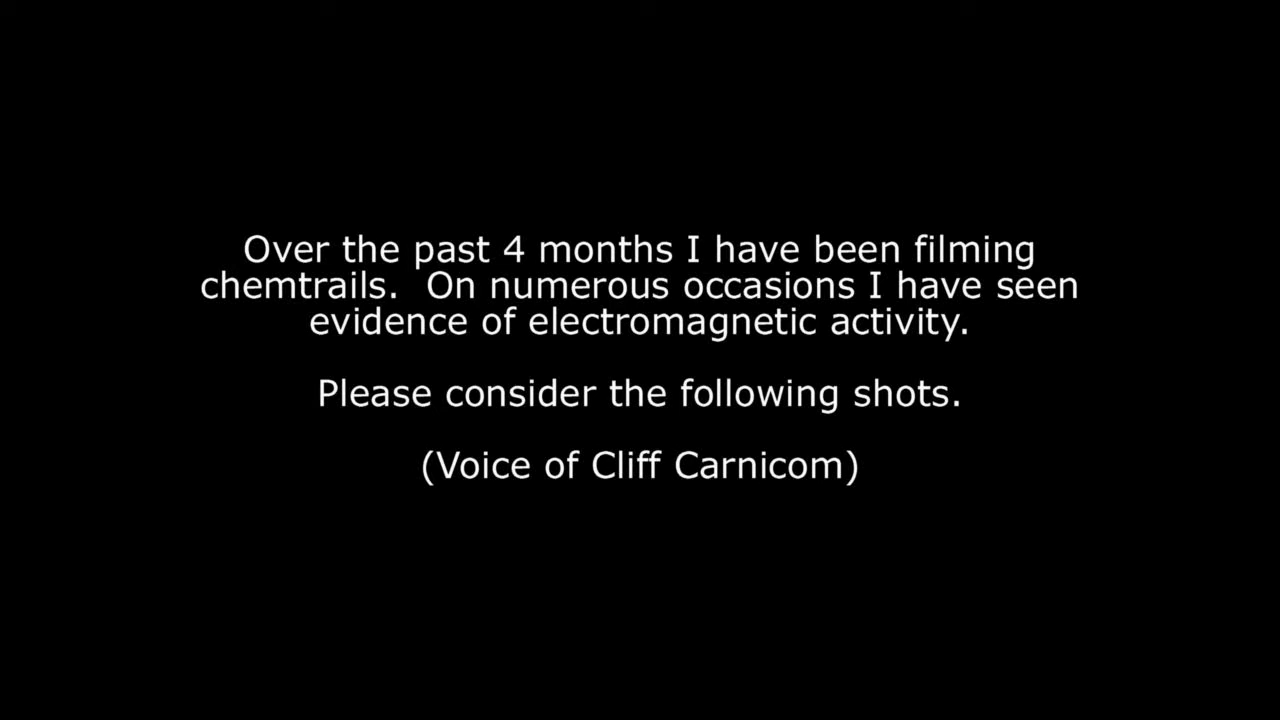 Over the past 4 months I have been filming
chemtrails.  On numerous occasions I have seen
evidence of electromagnetic activity.
Please consider the following shots.
(Voice of Cliff Carnicom)